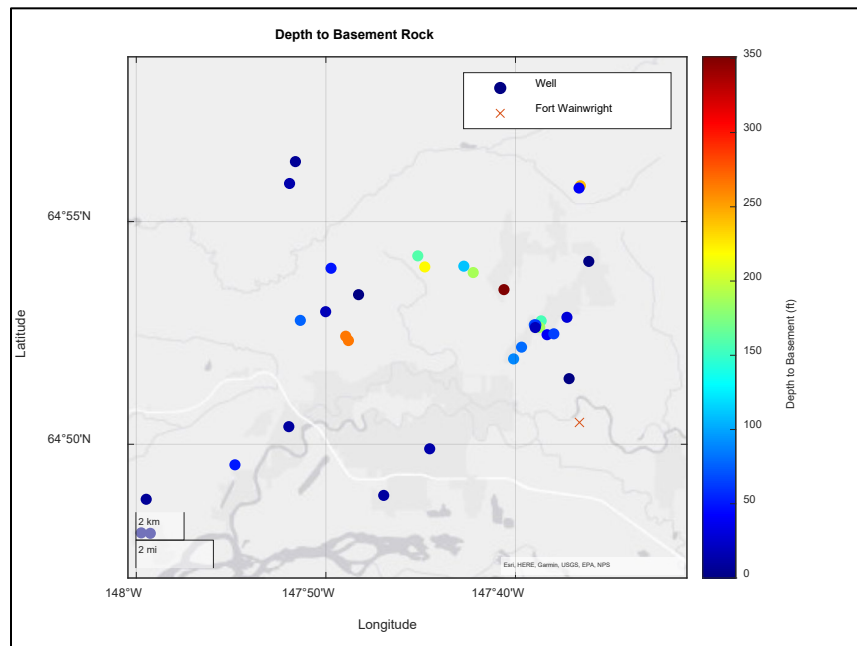 Depth to Basement Rock
Well
Fort Wainwright
64°55'N
64°50'N
Latitude
2 km
2 mi
Esri, HERE, Garmin, USGS, EPA, NPS
148°W
147°50'W
147°40'W
Longitude
350
300
250
200
150
100
50
0
Depth to Basement (ft)